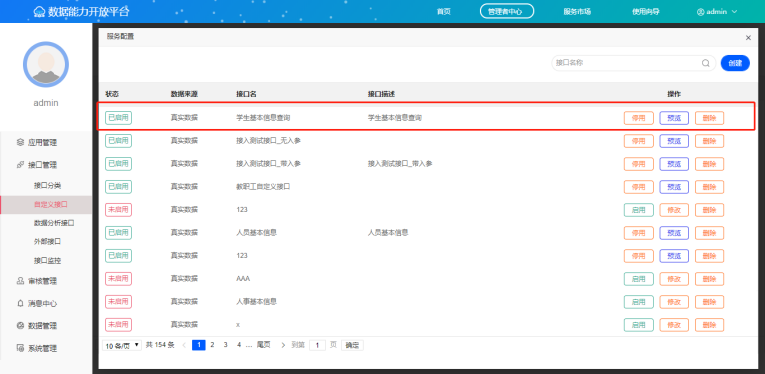 数据能力开放平台 首页 管理者中心 服务市场 使用向导 admin
服务配置 ×
接口名称 创建
admin
应用管理
接口管理
接口分类
自定义接口
数据分析接口
外部接口
接口监控
审核管理
消息中心
数据管理
系统管理
状态 数据来源 接口名 接口描述 操作
已启用 真实数据 学生基本信息查询 学生基本信息查询 停用 预览 删除
已启用 真实数据 接入测试接口_无入参 停用 预览 删除
已启用 真实数据 接入测试接口_带入参 接入测试接口_带入参 停用 预览 删除
已启用 真实数据 教职工自定义接口 停用 预览 删除
未启用 真实数据 123 启用 修改 删除
已启用 真实数据 人员基本信息 人员基本信息 停用 预览 删除
已启用 真实数据 123 停用 预览 删除
未启用 真实数据 AAA 启用 修改 删除
未启用 真实数据 人事基本信息 启用 修改 删除
未启用 真实数据 x 启用 修改 删除
10 条/页 共 154 条 < 1 2 3 4 ... 尾页 > 到第 1 页 确定